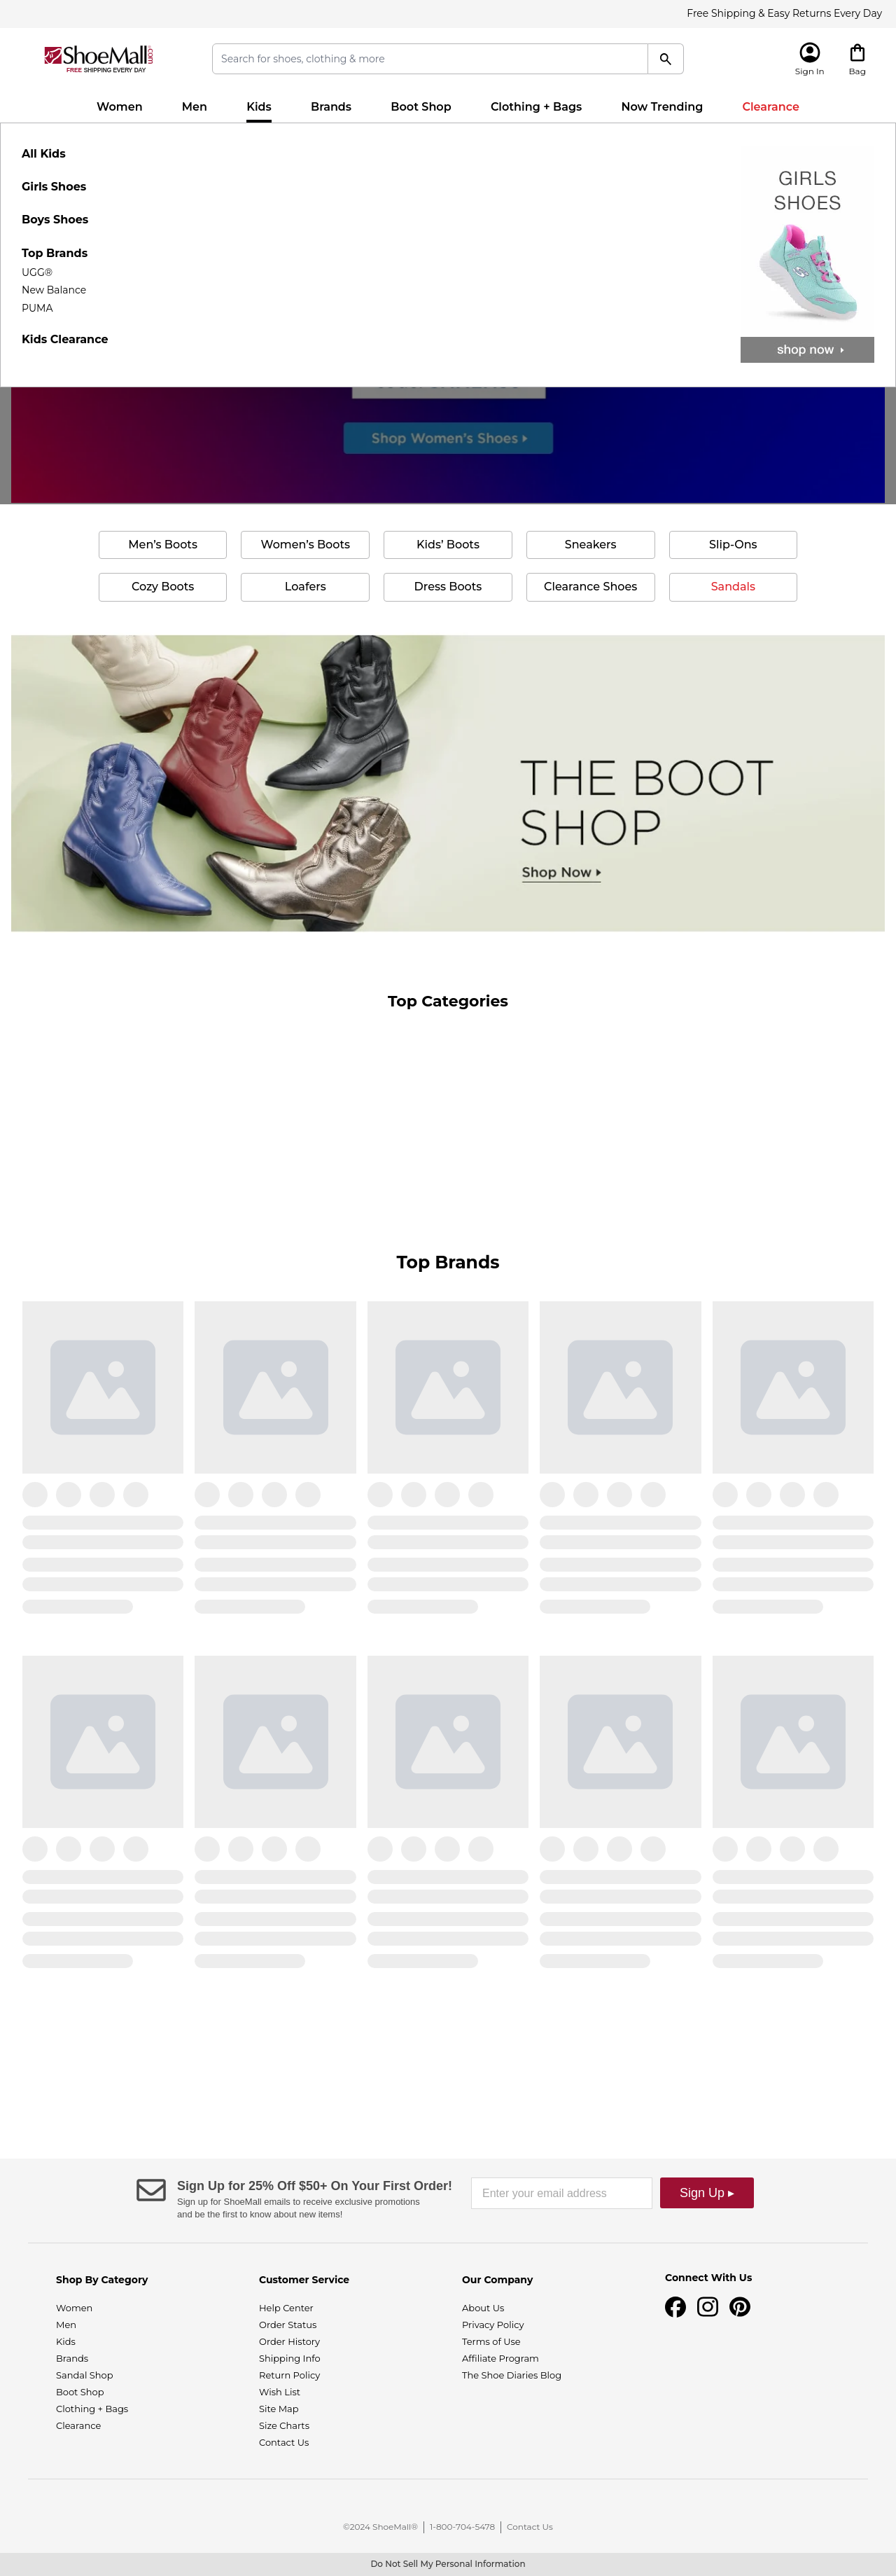 Free Shipping & Easy Returns Every Day
ShoeMall.com
FREE SHIPPING EVERY DAY
Search for shoes, clothing & more
Sign In
Bag
Women
Men
Kids
Brands
Boot Shop
Clothing + Bags
Now Trending
Clearance
All Kids
Girls Shoes
Boys Shoes
Top Brands
UGG®
New Balance
PUMA
Kids Clearance
GIRLS
SHOES
shop now
Shop Women's Shoes
Men's Boots
Women's Boots
Kids' Boots
Sneakers
Slip-Ons
Cozy Boots
Loafers
Dress Boots
Clearance Shoes
Sandals
THE BOOT
SHOP
Shop Now
Top Categories
Top Brands
Sign Up for 25% Off $50+ On Your First Order!
Sign up for ShoeMall emails to receive exclusive promotions
and be the first to know about new items!
Enter your email address
Sign Up ▸
Shop By Category
Women
Men
Kids
Brands
Sandal Shop
Boot Shop
Clothing + Bags
Clearance
Customer Service
Help Center
Order Status
Order History
Shipping Info
Return Policy
Wish List
Site Map
Size Charts
Contact Us
Our Company
About Us
Privacy Policy
Terms of Use
Affiliate Program
The Shoe Diaries Blog
Connect With Us
©2024 ShoeMall®
1-800-704-5478
Contact Us
Do Not Sell My Personal Information